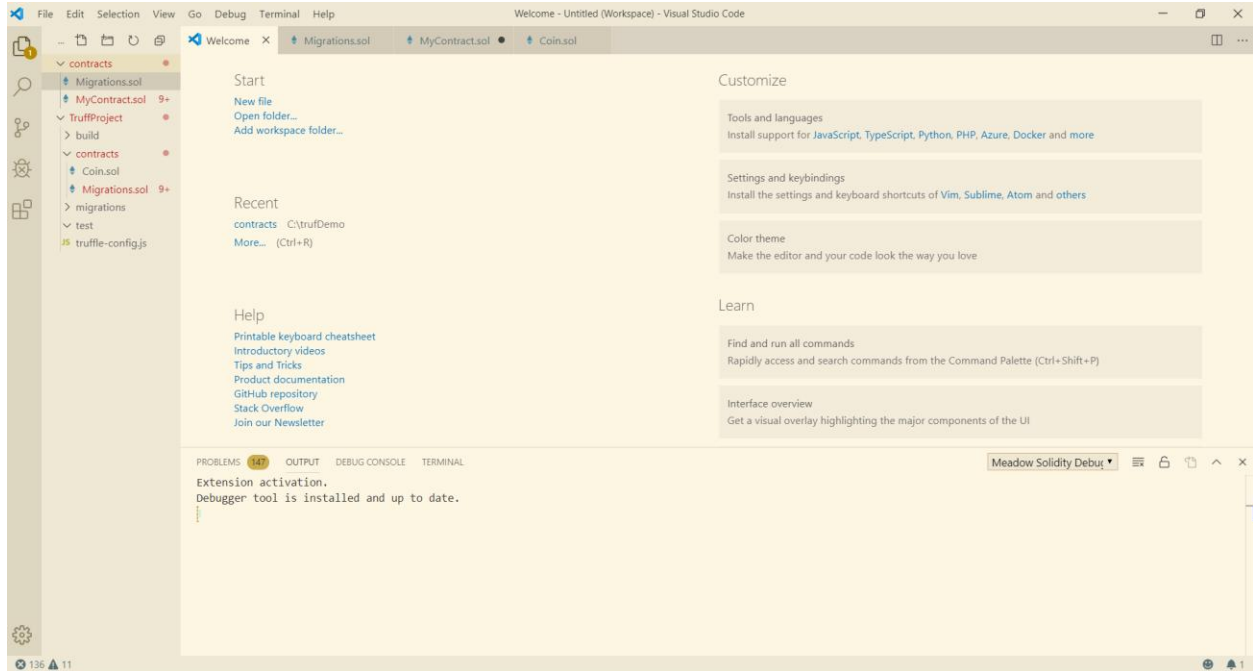 File Edit Selection View Go Debug Terminal Help Welcome - Untitled (Workspace) - Visual Studio Code
Welcome Migrations.sol MyContract.sol Coin.sol
1
contracts
Migrations.sol
MyContract.sol 9+
TruffProject
build
contracts
Coin.sol
Migrations.sol 9+
migrations
test
JS truffle-config.js
Start
New file
Open folder...
Add workspace folder...
Recent
contracts C:\trufDemo
More... (Ctrl+R)
Help
Printable keyboard cheatsheet
Introductory videos
Tips and Tricks
Product documentation
GitHub repository
Stack Overflow
Join our Newsletter
Customize
Tools and languages
Install support for JavaScript, TypeScript, Python, PHP, Azure, Docker and more
Settings and keybindings
Install the settings and keyboard shortcuts of Vim, Sublime, Atom and others
Color theme
Make the editor and your code look the way you love
Learn
Find and run all commands
Rapidly access and search commands from the Command Palette (Ctrl+Shift+P)
Interface overview
Get a visual overlay highlighting the major components of the UI
PROBLEMS 147 OUTPUT DEBUG CONSOLE TERMINAL Meadow Solidity Debug
Extension activation.
Debugger tool is installed and up to date.
136 11 1